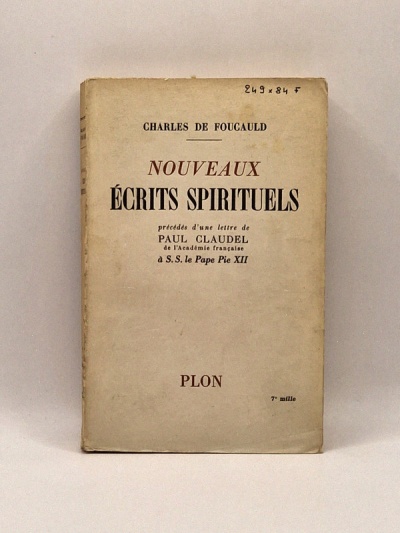 249 x 84 F
CHARLES DE FOUCAULD
NOUVEAUX
ÉCRITS SPIRITUELS
précédés d'une lettre de
PAUL CLAUDEL
de l'Académie française
à S. S. le Pape Pie XII
PLON
7e mille